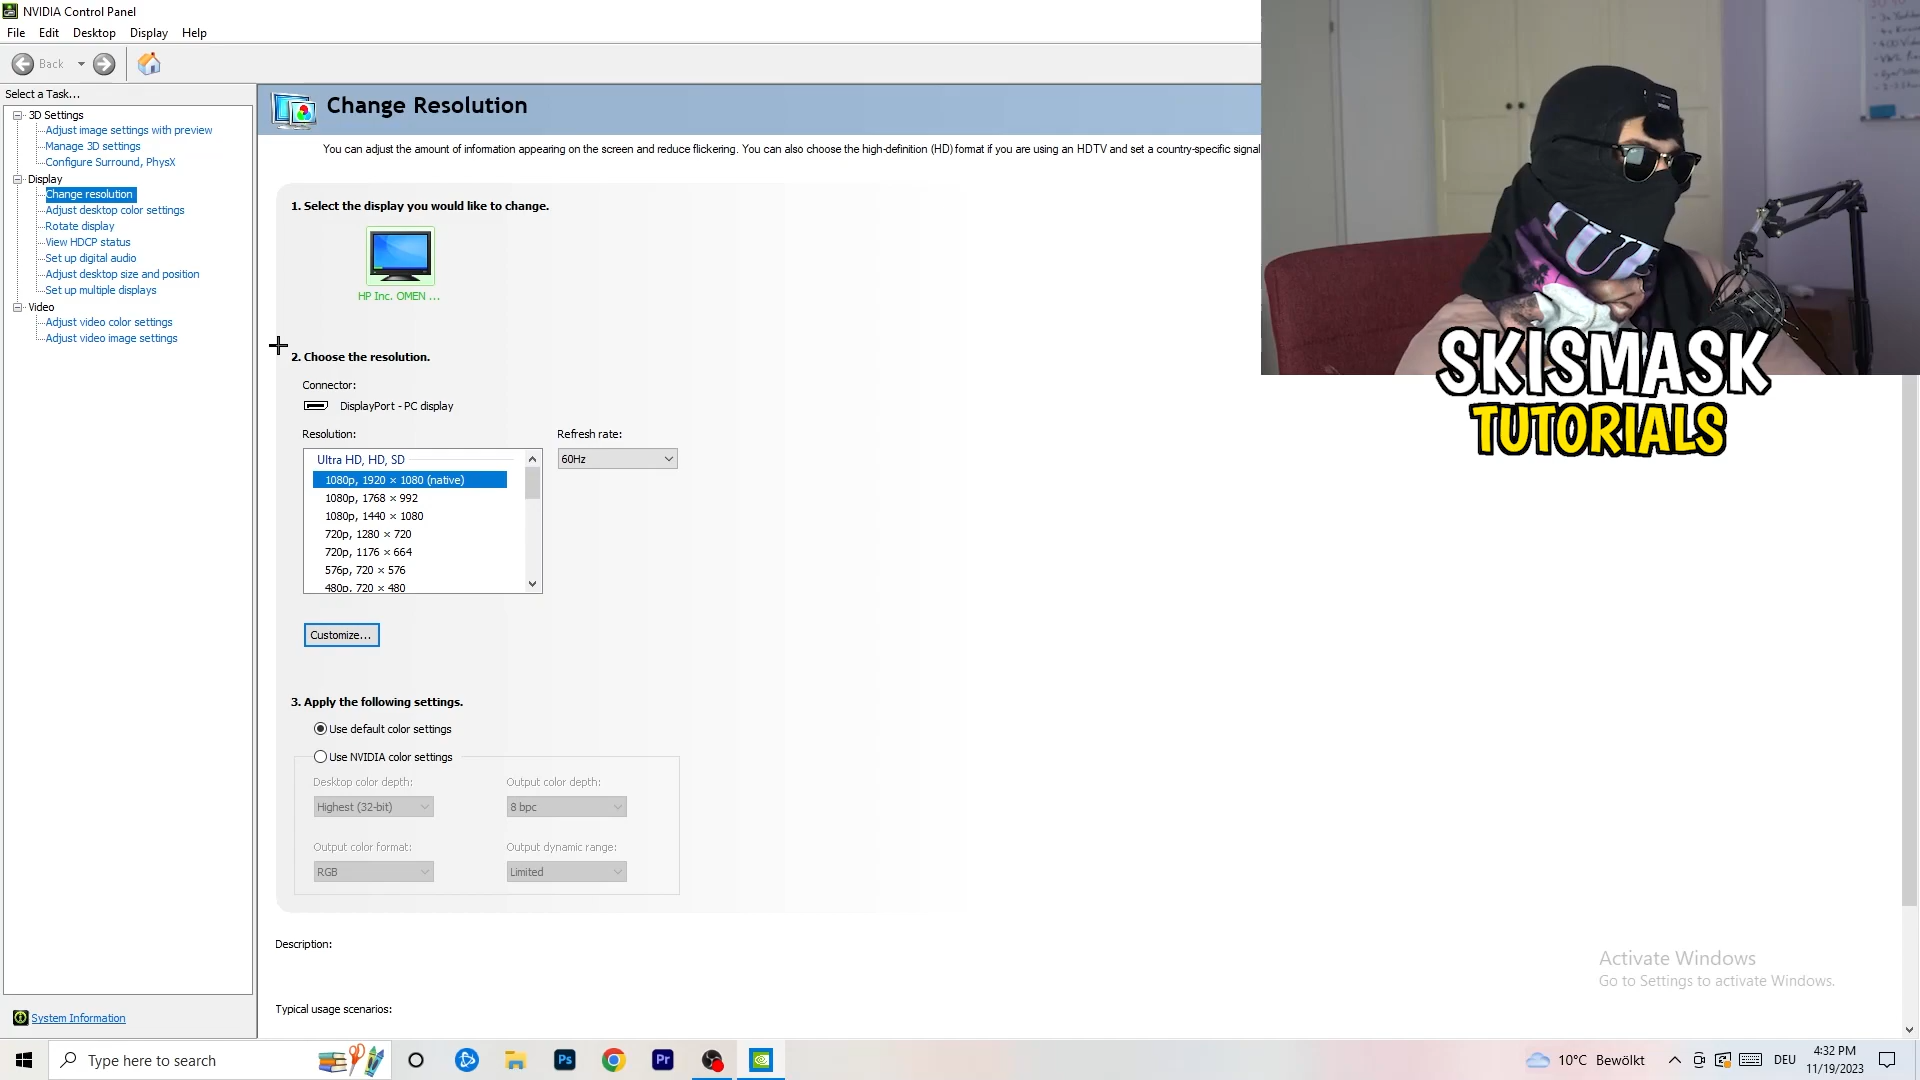 NVIDIA Control Panel
File Edit Desktop Display Help
Back
Select a Task...
3D Settings
Adjust image settings with preview
Manage 3D settings
Configure Surround, PhysX
Display
Change resolution
Adjust desktop color settings
Rotate display
View HDCP status
Set up digital audio
Adjust desktop size and position
Set up multiple displays
Video
Adjust video color settings
Adjust video image settings
System Information
Change Resolution
You can adjust the amount of information appearing on the screen and reduce flickering. You can also choose the high-definition (HD) format if you are using an HDTV and set a country-specific signal
1. Select the display you would like to change.
HP Inc. OMEN ...
2. Choose the resolution.
Connector:
DisplayPort - PC display
Resolution:
Refresh rate:
Ultra HD, HD, SD
60Hz
1080p, 1920 × 1080 (native)
1080p, 1768 × 992
1080p, 1440 × 1080
720p, 1280 × 720
720p, 1176 × 664
576p, 720 × 576
480p, 720 × 480
Customize...
3. Apply the following settings.
Use default color settings
Use NVIDIA color settings
Desktop color depth:
Output color depth:
Highest (32-bit)
8 bpc
Output color format:
Output dynamic range:
RGB
Limited
Description:
Typical usage scenarios:
SKISMASK
TUTORIALS
Activate Windows
Go to Settings to activate Windows.
Type here to search
Ps
Pr
10°C Bewölkt
DEU
4:32 PM
11/19/2023